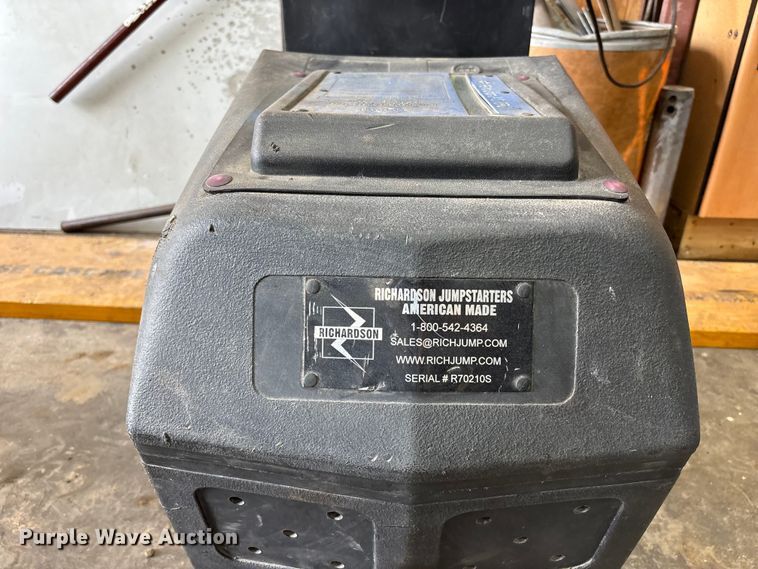 RICHARDSON JUMPSTARTERS
AMERICAN MADE
RICHARDSON
1-800-542-4364
SALES@RICHJUMP.COM
WWW.RICHJUMP.COM
SERIAL # R70210S
Purple Wave Auction